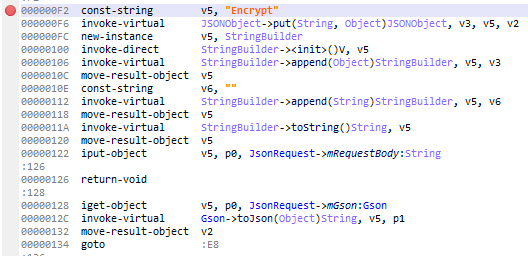 000000F2 const-string v5, "Encrypt"
000000F6 invoke-virtual JSONObject->put(String, Object)JSONObject, v3, v5, v2
000000FC new-instance v5, StringBuilder
00000100 invoke-direct StringBuilder-><init>()V, v5
00000106 invoke-virtual StringBuilder->append(Object)StringBuilder, v5, v3
0000010C move-result-object v5
0000010E const-string v6, ""
00000112 invoke-virtual StringBuilder->append(String)StringBuilder, v5, v6
00000118 move-result-object v5
0000011A invoke-virtual StringBuilder->toString()String, v5
00000120 move-result-object v5
00000122 iput-object v5, p0, JsonRequest->mRequestBody:String
:126
00000126 return-void
:128
00000128 iget-object v5, p0, JsonRequest->mGson:Gson
0000012C invoke-virtual Gson->toJson(Object)String, v5, p1
00000132 move-result-object v2
00000134 goto :E8